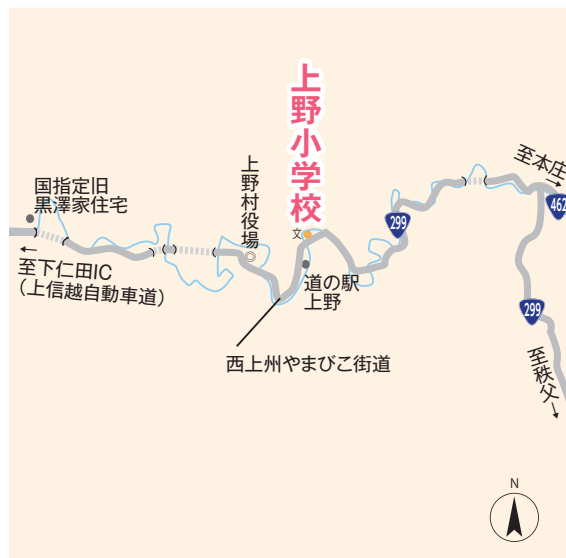 上野小学校
至本庄
462
国指定旧
黒澤家住宅
上野村役場
299
文
至下仁田IC
（上信越自動車道）
道の駅
上野
299
西上州やまびこ街道
至秩父
N